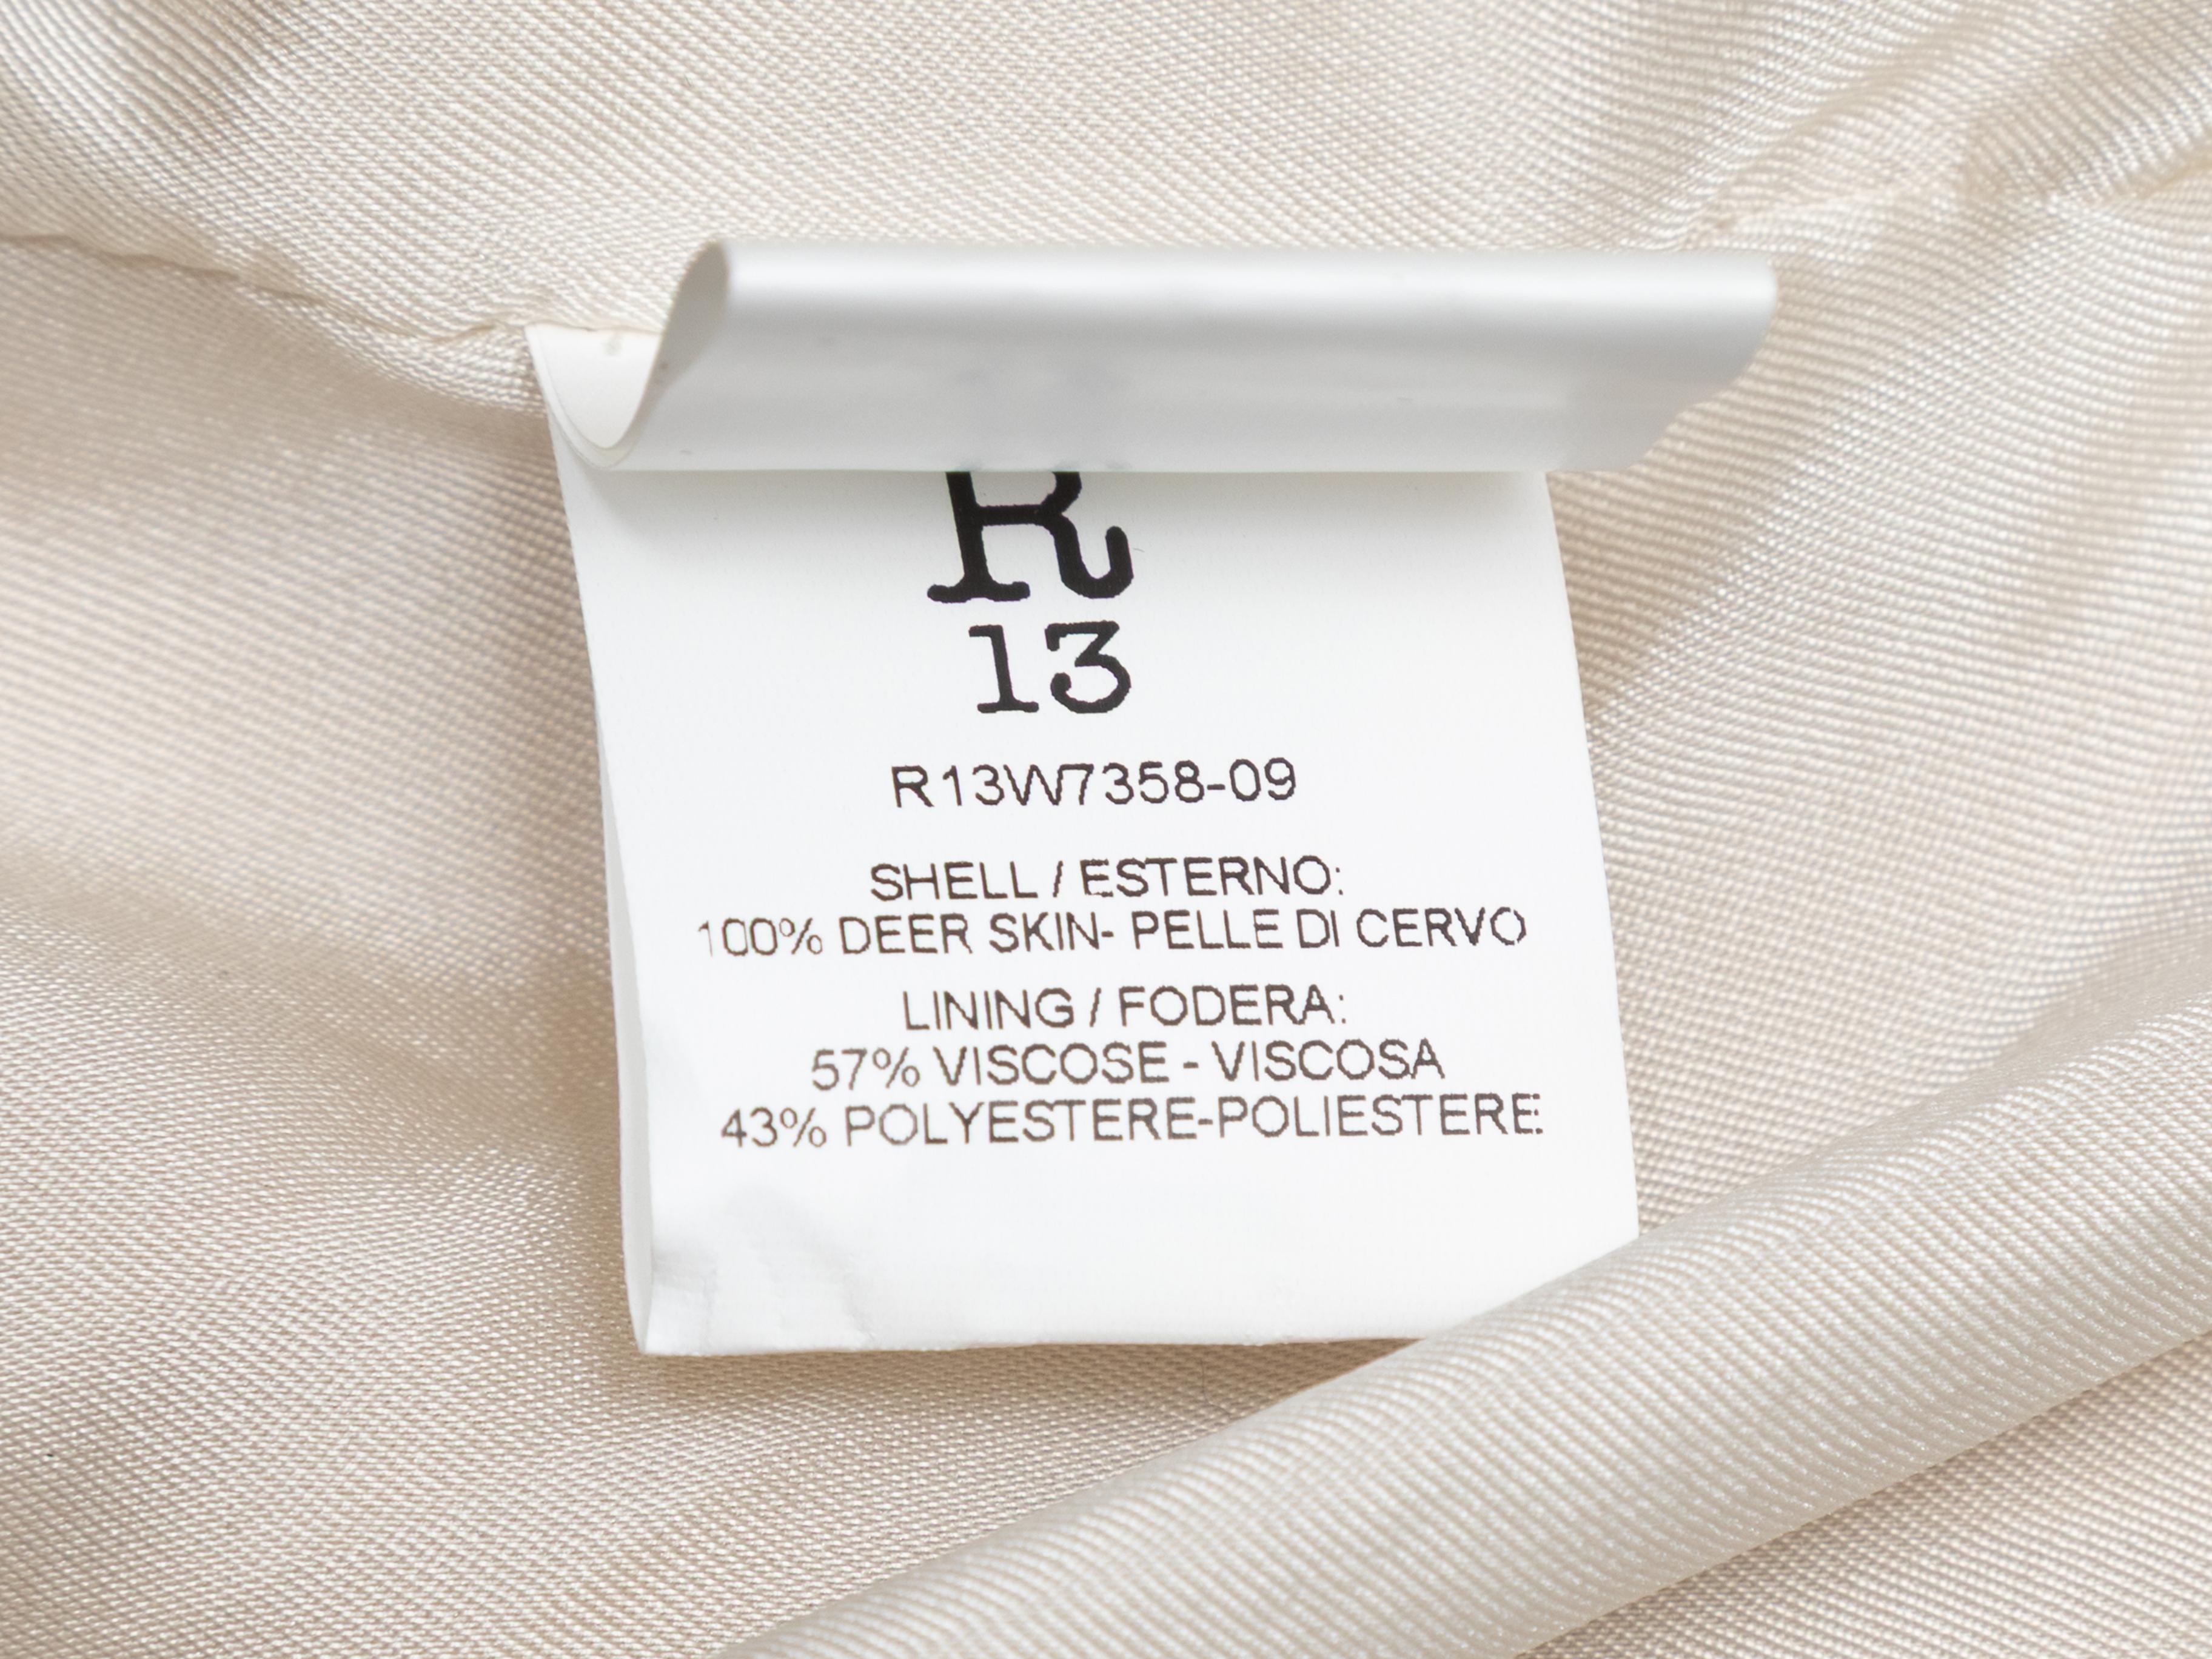 R
13
R13W7358-09
SHELL / ESTERNO:
100% DEER SKIN- PELLE DI CERVO
LINING / FODERA:
57% VISCOSE - VISCOSA
43% POLYESTERE-POLIESTERE